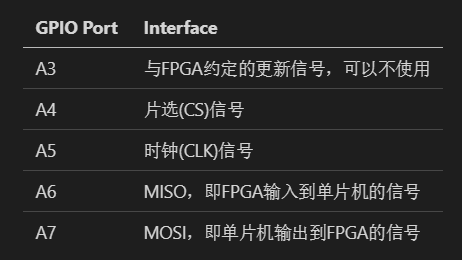 GPIO Port Interface
A3 与FPGA约定的更新信号，可以不使用
A4 片选(CS)信号
A5 时钟(CLK)信号
A6 MISO，即FPGA输入到单片机的信号
A7 MOSI，即单片机输出到FPGA的信号